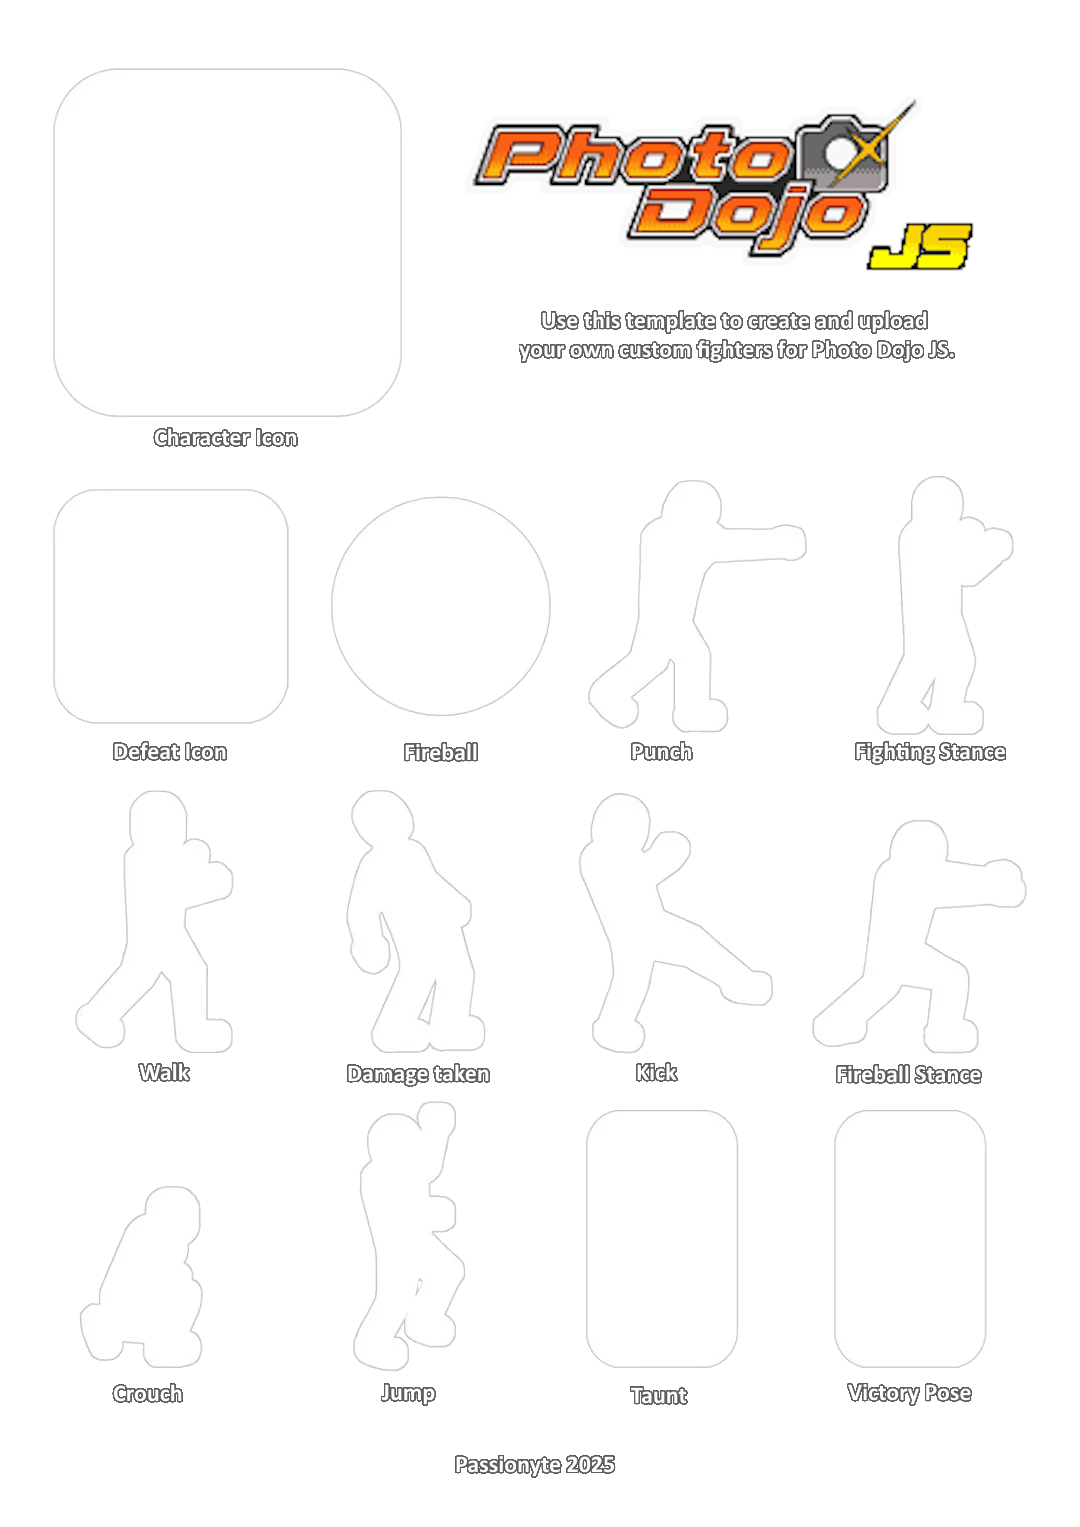 Photo
Dojo
JS
Use this template to create and upload
your own custom fighters for Photo Dojo JS.
Character Icon
Defeat Icon
Fireball
Punch
Fighting Stance
Walk
Damage taken
Kick
Fireball Stance
Crouch
Jump
Taunt
Victory Pose
Passionyte 2025